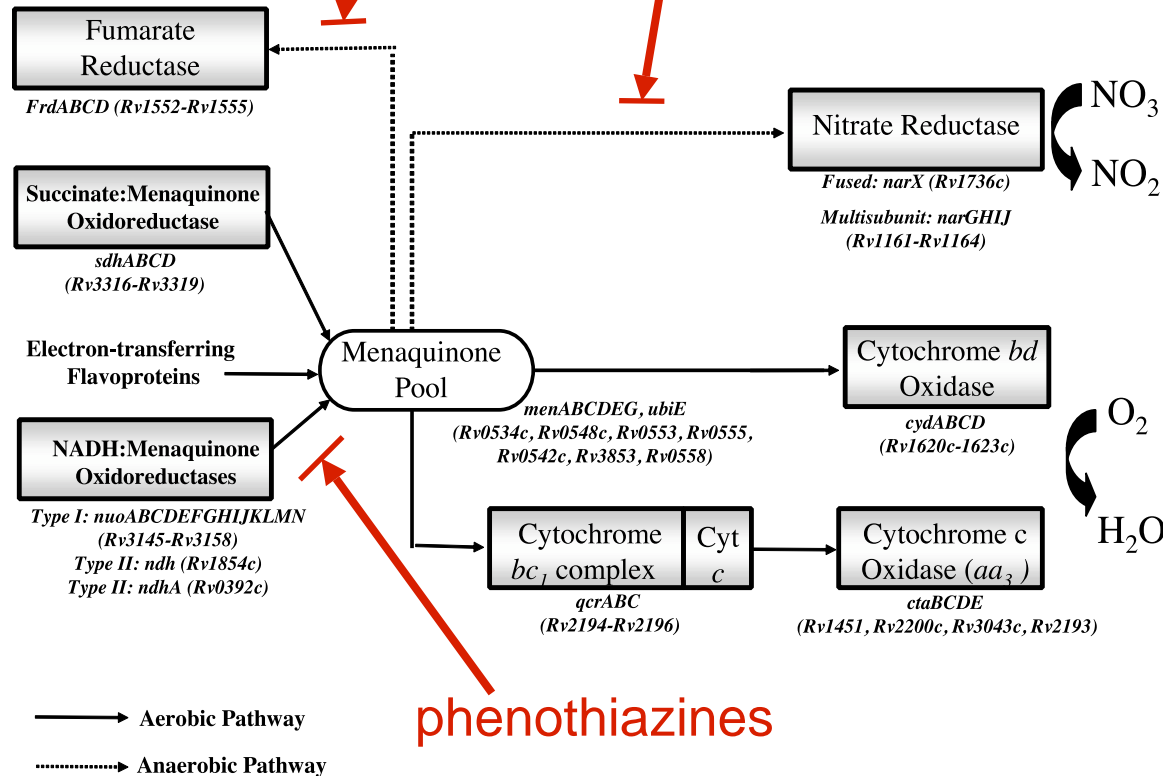 Fumarate
Reductase
FrdABCD (Rv1552-Rv1555)
NO3
Nitrate Reductase
NO2
Fused: narX (Rv1736c)
Multisubunit: narGHIJ
(Rv1161-Rv1164)
Succinate:Menaquinone
Oxidoreductase
sdhABCD
(Rv3316-Rv3319)
Electron-transferring
Flavoproteins
Menaquinone
Pool
menABCDEG, ubiE
(Rv0534c, Rv0548c, Rv0553, Rv0555,
Rv0542c, Rv3853, Rv0558)
Cytochrome bd
Oxidase
cydABCD
(Rv1620c-1623c)
O2
H2O
NADH:Menaquinone
Oxidoreductases
Type I: nuoABCDEFGHIJKLMN
(Rv3145-Rv3158)
Type II: ndh (Rv1854c)
Type II: ndhA (Rv0392c)
Cytochrome
bc1 complex
Cyt
c
qcrABC
(Rv2194-Rv2196)
Cytochrome c
Oxidase (aa3)
ctaBCDE
(Rv1451, Rv2200c, Rv3043c, Rv2193)
phenothiazines
Aerobic Pathway
Anaerobic Pathway